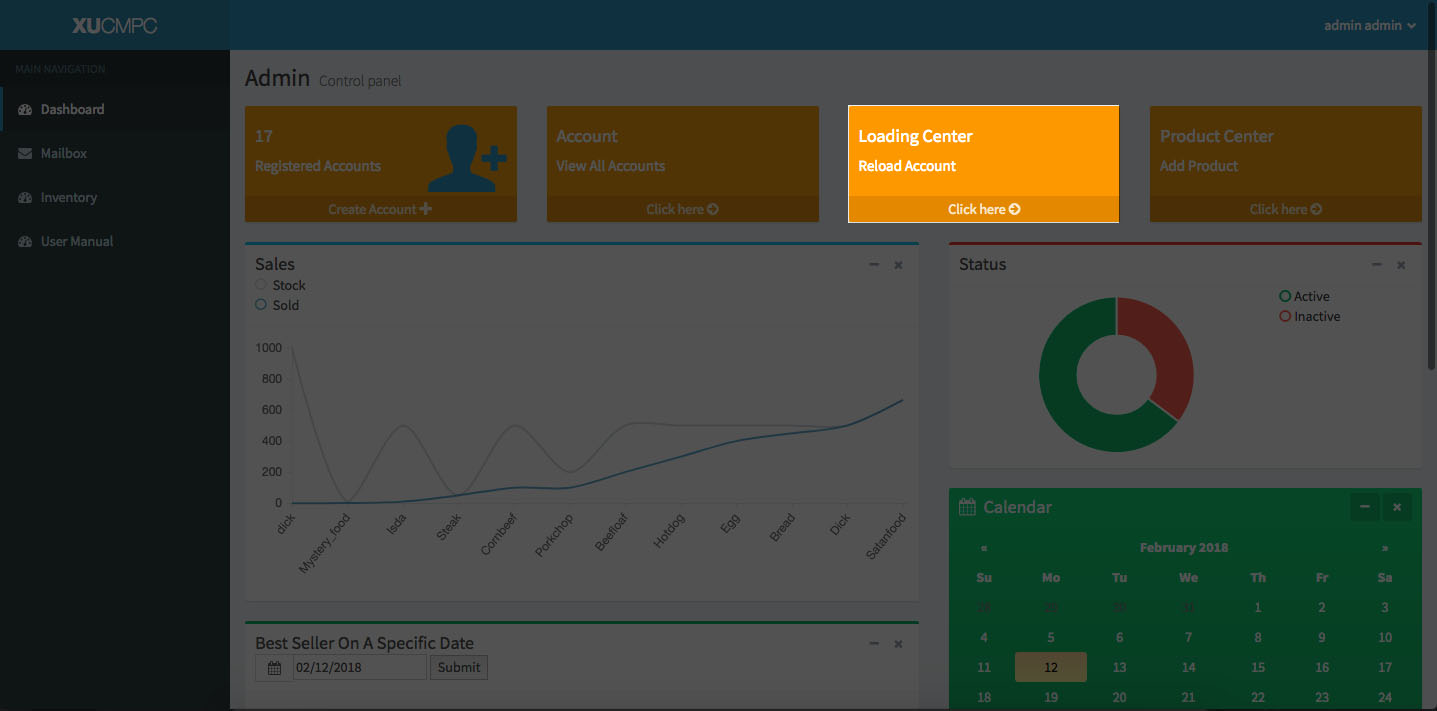 XUCMPC
admin admin
MAIN NAVIGATION
Dashboard
Mailbox
Inventory
User Manual
Admin Control panel
17
Registered Accounts
Create Account
Account
View All Accounts
Click here
Loading Center
Reload Account
Click here
Product Center
Add Product
Click here
Sales
Stock
Sold
1000
800
600
400
200
0
dick
Mystery_food
Isda
Steak
Cornbeef
Porkchop
Beefloaf
Hotdog
Egg
Bread
Dick
Satanfood
Status
Active
Inactive
Calendar
« February 2018 »
Su Mo Tu We Th Fr Sa
28 29 30 31 1 2 3
4 5 6 7 8 9 10
11 12 13 14 15 16 17
18 19 20 21 22 23 24
Best Seller On A Specific Date
02/12/2018 Submit